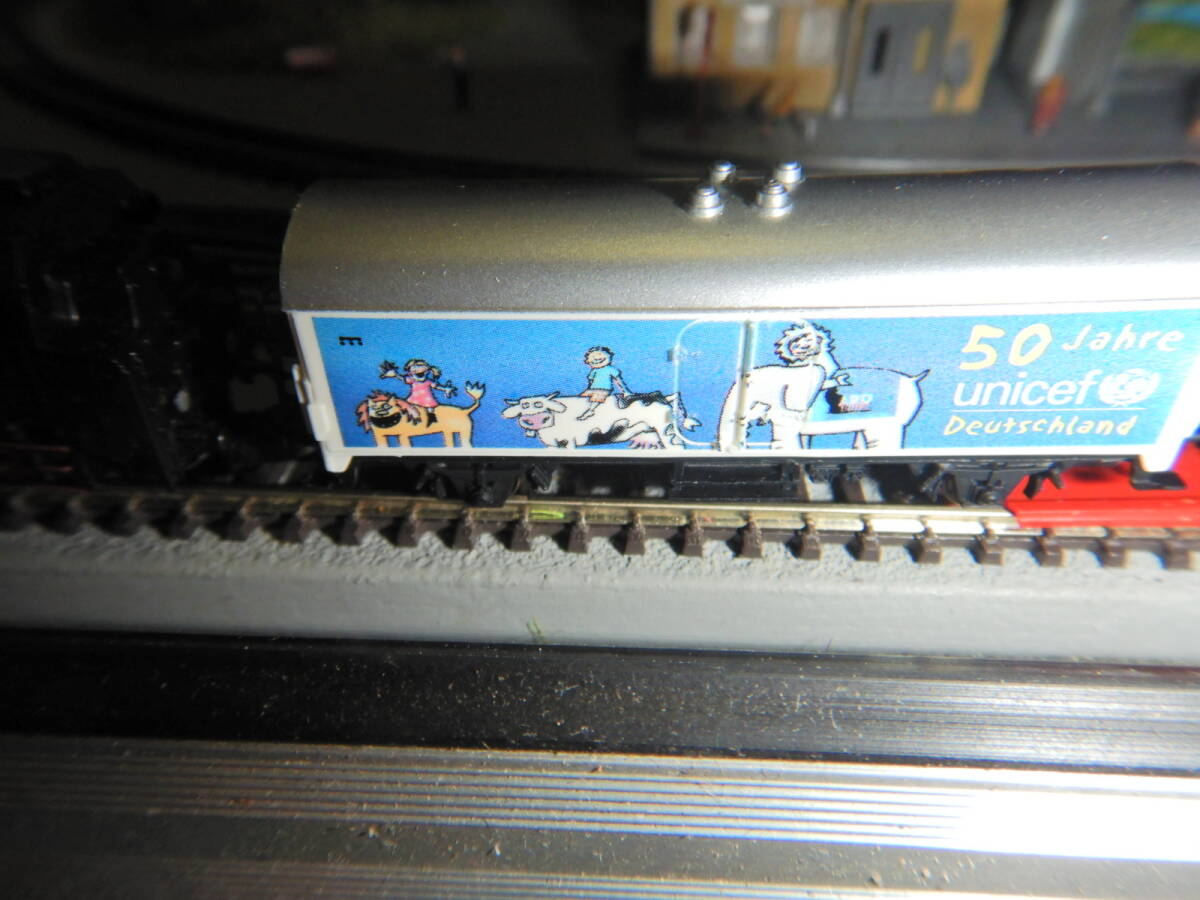 50 Jahre
unicef
Deutschland